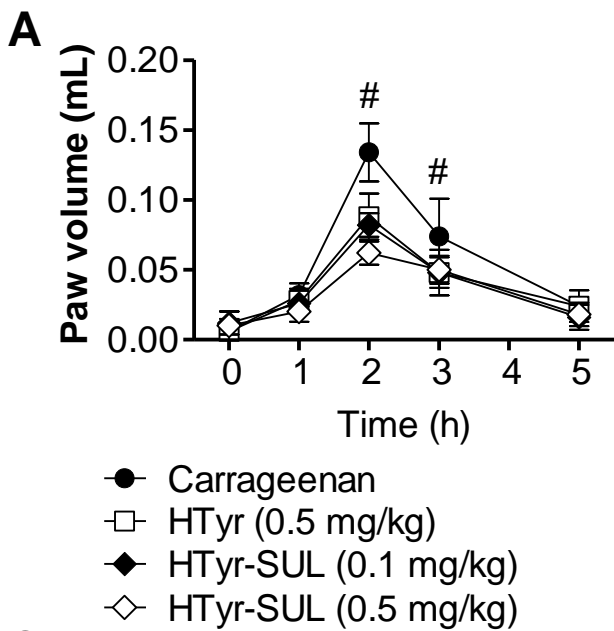 A
Paw volume (mL)
0.20
0.15
0.10
0.05
0.00
#
#
0 1 2 3 4 5
Time (h)
Carrageenan
HTyr (0.5 mg/kg)
HTyr-SUL (0.1 mg/kg)
HTyr-SUL (0.5 mg/kg)